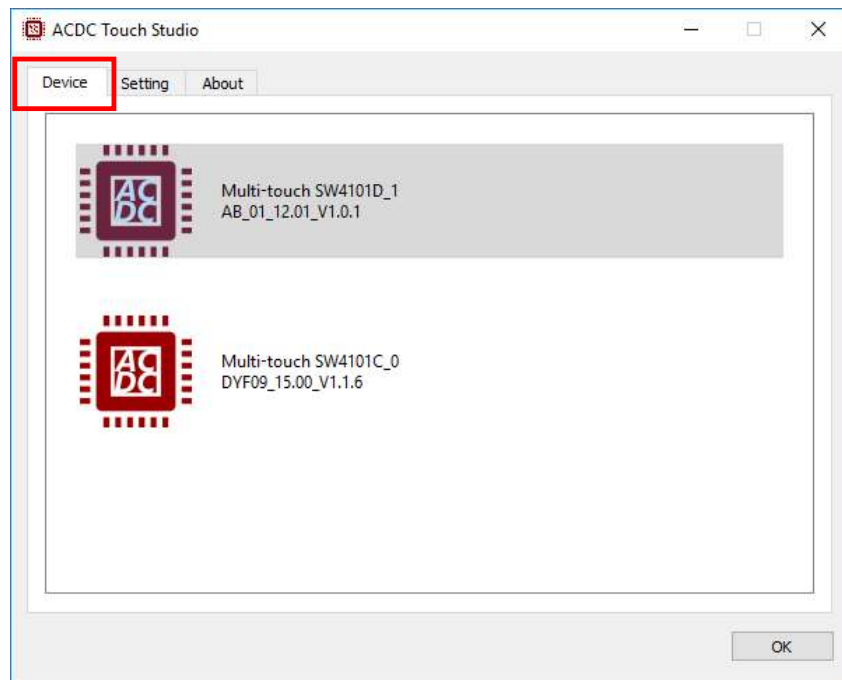 ACDC Touch Studio
Device Setting About
AC
DC
Multi-touch SW4101D_1
AB_01_12.01_V1.0.1
AC
DC
Multi-touch SW4101C_0
DYF09_15.00_V1.1.6
OK